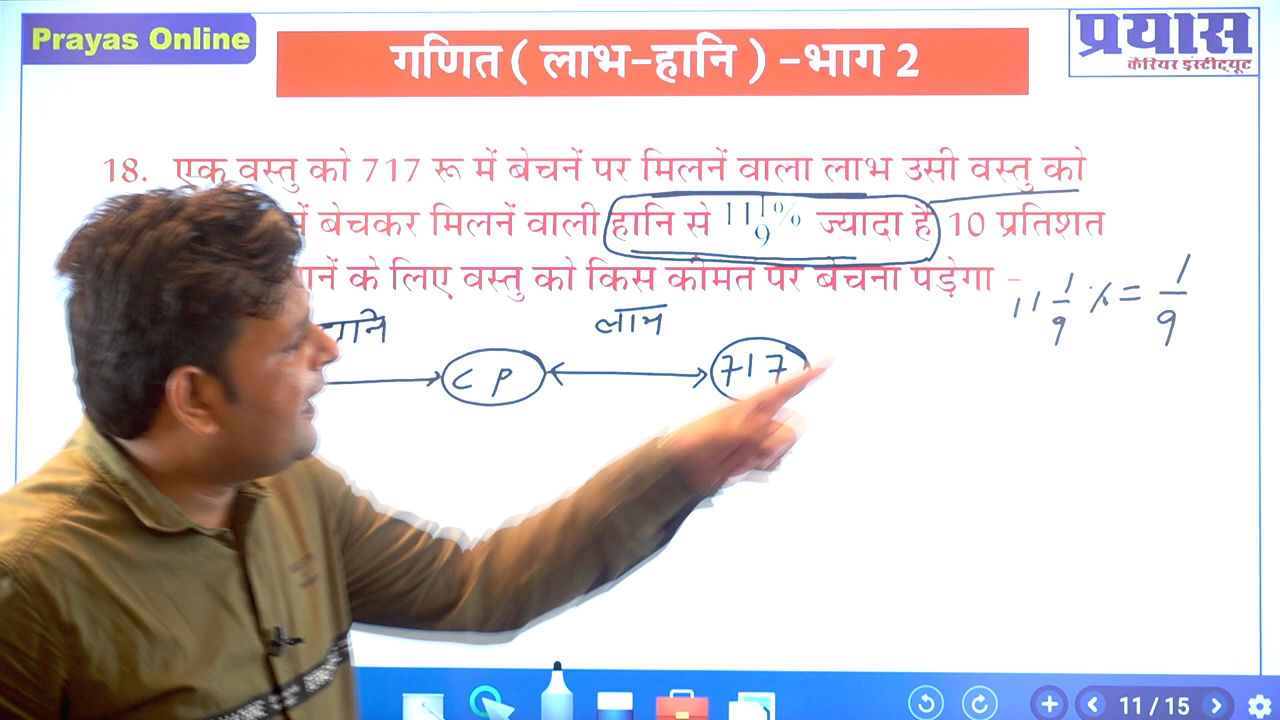 Prayas Online
गणित ( लाभ-हानि ) -भाग 2
प्रयास
कैरियर इंस्टीट्यूट
18. एक वस्तु को 717 रू में बेचनें पर मिलनें वाला लाभ उसी वस्तु को
में बेचकर मिलनें वाली हानि से 11 1/9 % ज्यादा है 10 प्रतिशत
के लिए वस्तु को किस कीमत पर बेचना पड़ेगा -
11 1/9 % = 1/9
लाभ
CP
717
11 / 15